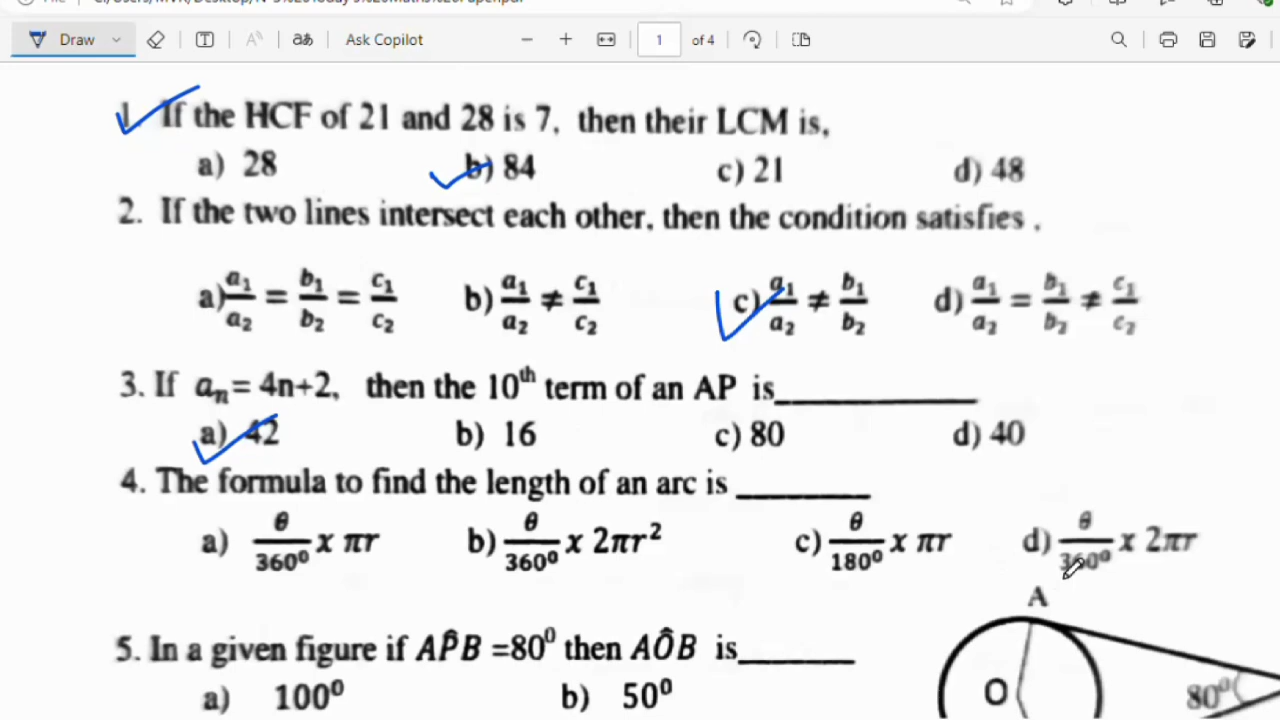 Draw
aあ
Ask Copilot
1 of 4
1. If the HCF of 21 and 28 is 7, then their LCM is,
a) 28 b) 84 c) 21 d) 48
2. If the two lines intersect each other, then the condition satisfies .
a) a₁/a₂ = b₁/b₂ = c₁/c₂ b) a₁/a₂ ≠ c₁/c₂ c) a₁/a₂ ≠ b₁/b₂ d) a₁/a₂ = b₁/b₂ ≠ c₁/c₂
3. If aₙ= 4n+2, then the 10th term of an AP is____________
a) 42 b) 16 c) 80 d) 40
4. The formula to find the length of an arc is ________
a) θ/360⁰ x πr b) θ/360⁰ x 2πr² c) θ/180⁰ x πr d) θ/360⁰ x 2πr
A
5. In a given figure if AP̂B =80⁰ then AÔB is_______
a) 100⁰ b) 50⁰
O 80⁰